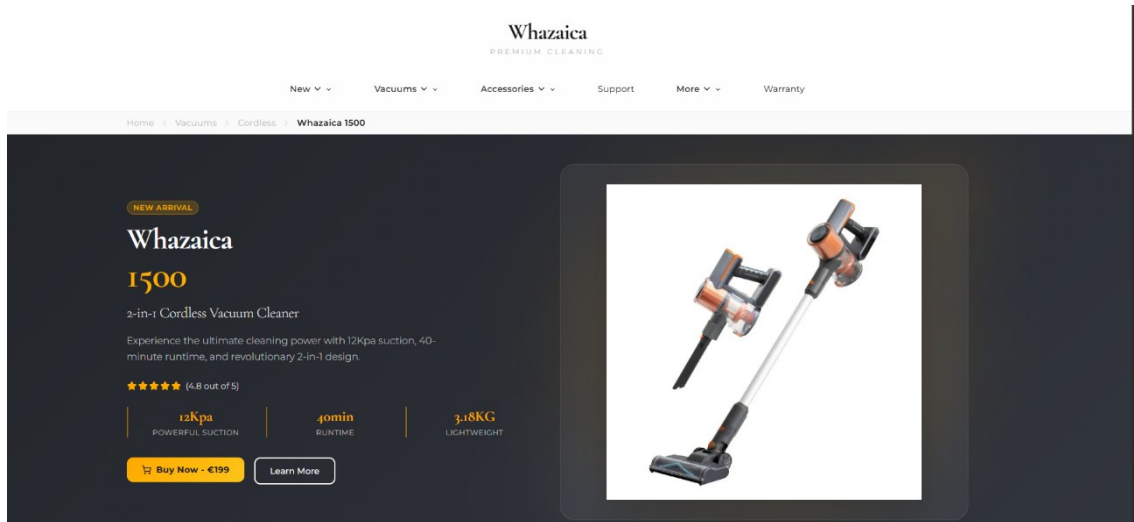 Whazaica
PREMIUM CLEANING
New Vacuums Accessories Support More Warranty
Home > Vacuums > Cordless > Whazaica 1500
NEW ARRIVAL
Whazaica
1500
2-in-1 Cordless Vacuum Cleaner
Experience the ultimate cleaning power with 12Kpa suction, 40-
minute runtime, and revolutionary 2-in-1 design.
(4.8 out of 5)
12Kpa 40min 3.18KG
POWERFUL SUCTION RUNTIME LIGHTWEIGHT
Buy Now - €199 Learn More